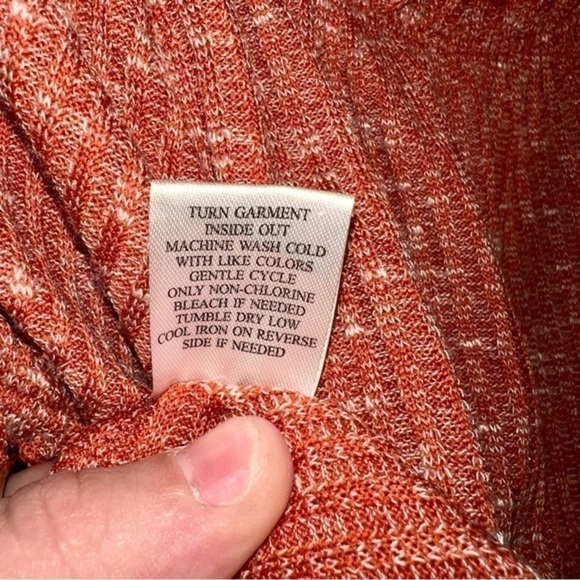 TURN GARMENT
INSIDE OUT
MACHINE WASH COLD
WITH LIKE COLORS
GENTLE CYCLE
ONLY NON-CHLORINE
BLEACH IF NEEDED
TUMBLE DRY LOW
COOL IRON ON REVERSE
SIDE IF NEEDED